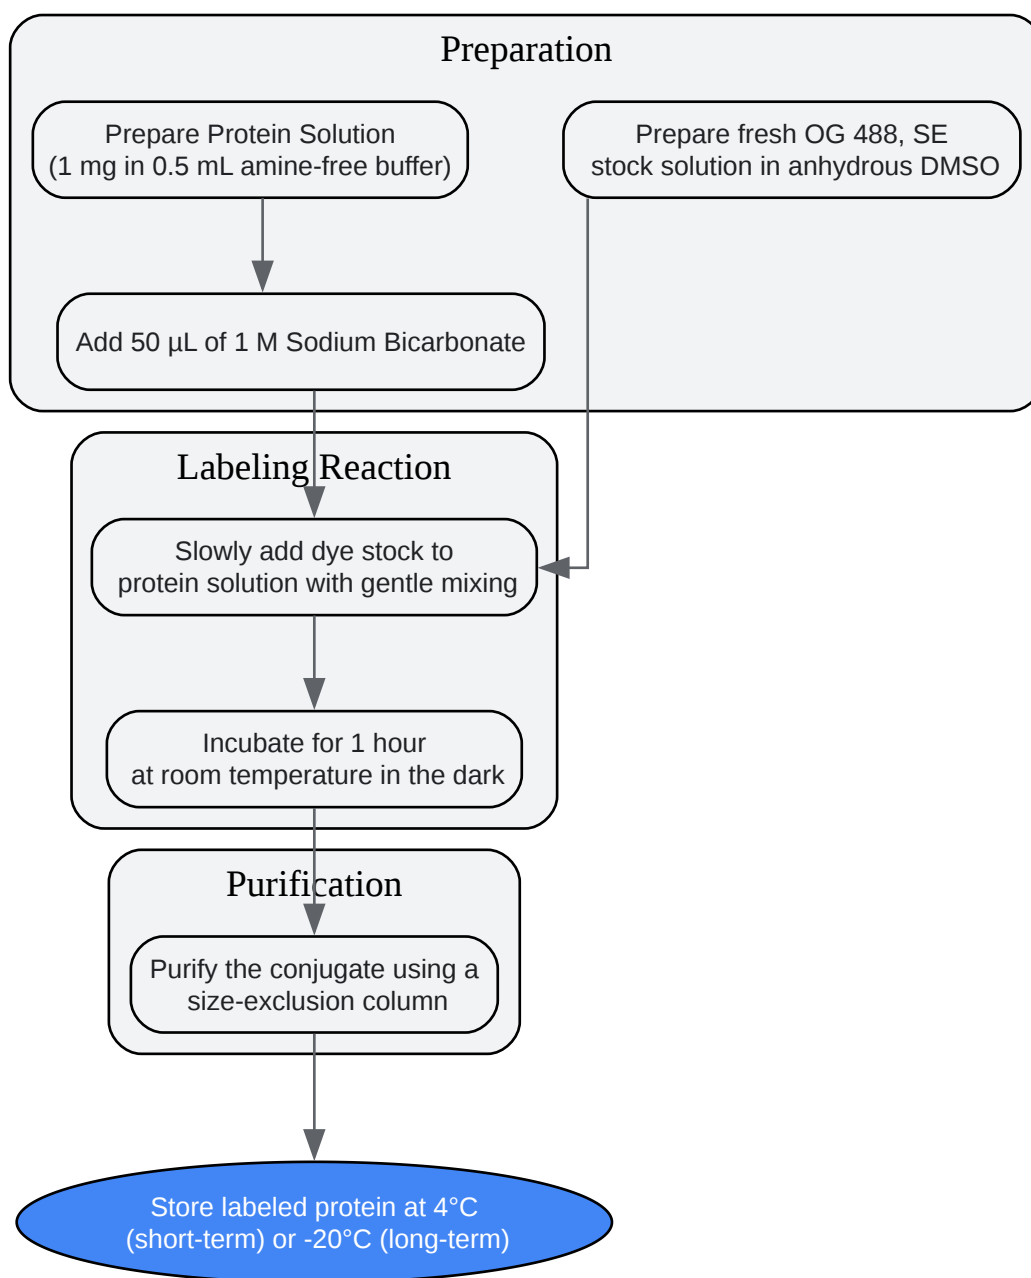 Preparation
Prepare Protein Solution
(1 mg in 0.5 mL amine-free buffer)
Prepare fresh OG 488, SE
stock solution in anhydrous DMSO
Add 50 µL of 1 M Sodium Bicarbonate
Labeling Reaction
Slowly add dye stock to
protein solution with gentle mixing
Incubate for 1 hour
at room temperature in the dark
Purification
Purify the conjugate using a
size-exclusion column
Store labeled protein at 4°C
(short-term) or -20°C (long-term)